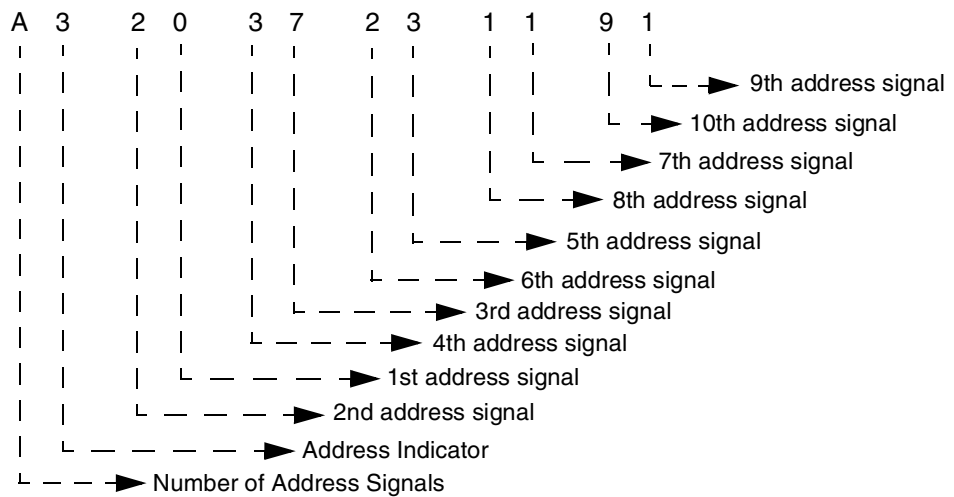 A 3 2 0 3 7 2 3 1 1 9 1
9th address signal
10th address signal
7th address signal
8th address signal
5th address signal
6th address signal
3rd address signal
4th address signal
1st address signal
2nd address signal
Address Indicator
Number of Address Signals